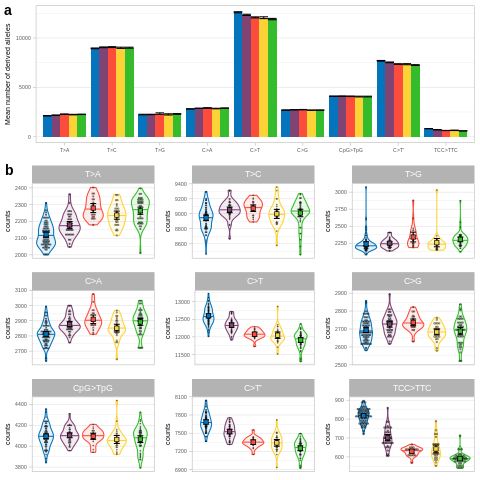 a
Mean number of derived alleles
10000
5000
0
T>A T>C T>G C>A C>T C>G CpG>TpG C>T' TCC>TTC
b
T>A T>C T>G
counts
2400
2300
2200
2100
2000
counts
9400
9200
9000
8800
8600
counts
3000
2750
2500
2250
C>A C>T C>G
counts
3100
3000
2900
2800
2700
counts
13000
12500
12000
11500
counts
2900
2800
2700
2600
2500
CpG>TpG C>T' TCC>TTC
counts
4400
4200
4000
3800
counts
8100
7800
7500
7200
6900
counts
900
800
700
600